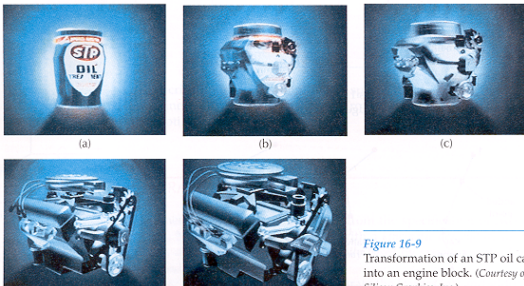 STP
OIL
(a)
(b)
(c)
Figure 16-9
Transformation of an STP oil ca
into an engine block. (Courtesy o